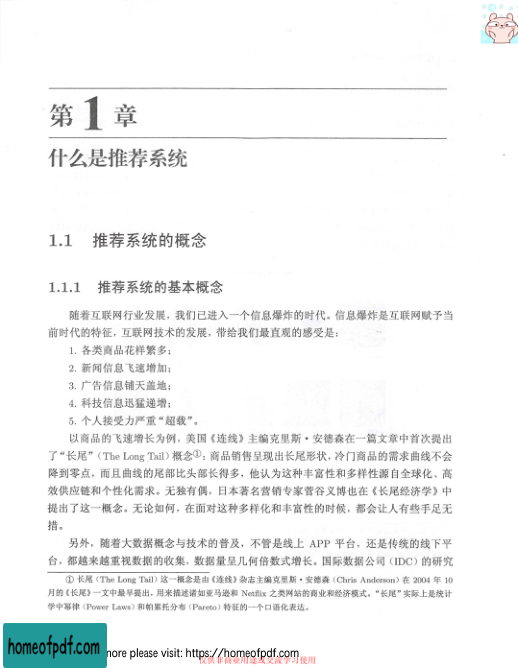 第1章
什么是推荐系统
1.1 推荐系统的概念
1.1.1 推荐系统的基本概念
随着互联网行业发展，我们已进入一个信息爆炸的时代。信息爆炸是互联网赋予当
前时代的特征，互联网技术的发展，带给我们最直观的感受是：
1. 各类商品花样繁多；
2. 新闻信息飞速增加；
3. 广告信息铺天盖地；
4. 科技信息迅猛递增；
5. 个人接受力严重“超载”。
以商品的飞速增长为例，美国《连线》主编克里斯·安德森在一篇文章中首次提出
了“长尾”（The Long Tail）概念①：商品销售呈现出长尾形状，冷门商品的需求曲线不会
降到零点，而且曲线的尾部比头部长得多，他认为这种丰富性和多样性源自全球化、高
效供应链和个性化需求。无独有偶，日本著名营销专家菅谷义博也在《长尾经济学》中
提出了这一概念。无论如何，在面对这种多样化和丰富性的时候，都会让人有些手足无
措。
另外，随着大数据概念与技术的普及，不管是线上 APP 平台，还是传统的线下平
台，都越来越重视数据的收集，数据量呈几何倍数式增长。国际数据公司（IDC）的研究
① 长尾（The Long Tail）这一概念是由《连线》杂志主编克里斯·安德森（Chris Anderson）在 2004 年 10
月的《长尾》一文中最早提出，用来描述诸如亚马逊和 Netflix 之类网站的商业和经济模式。“长尾”实际上是统计
学中幂律（Power Laws）和帕累托分布（Pareto）特征的一个口语化表达。
homeofpdf.com
more please visit: https://homeofpdf.com
仅供非商业用途或交流学习使用